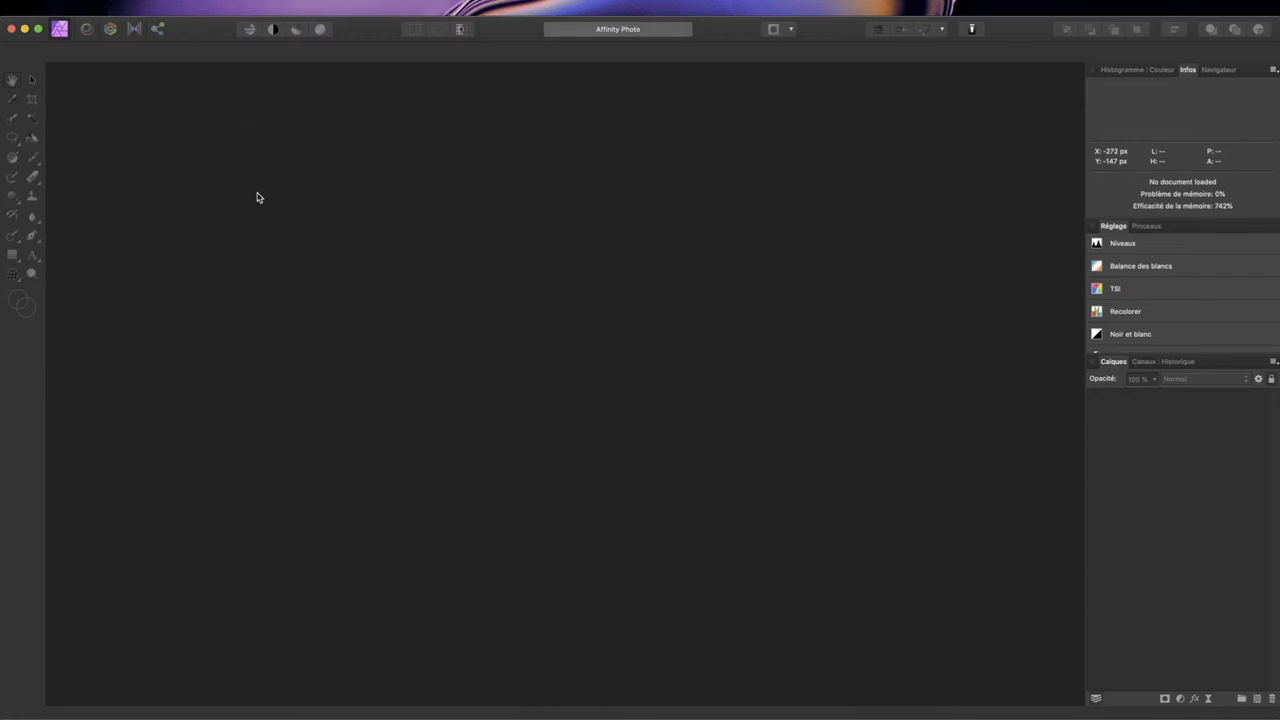 Affinity Photo
Histogramme Couleur Infos Navigateur
X: -272 px L: -- P: --
Y: -147 px H: -- A: --
No document loaded
Problème de mémoire: 0%
Efficacité de la mémoire: 742%
Réglage Pinceaux
Niveaux
Balance des blancs
TSI
Recolorer
Noir et blanc
Calques Canaux Historique
Opacité: 100 % Normal